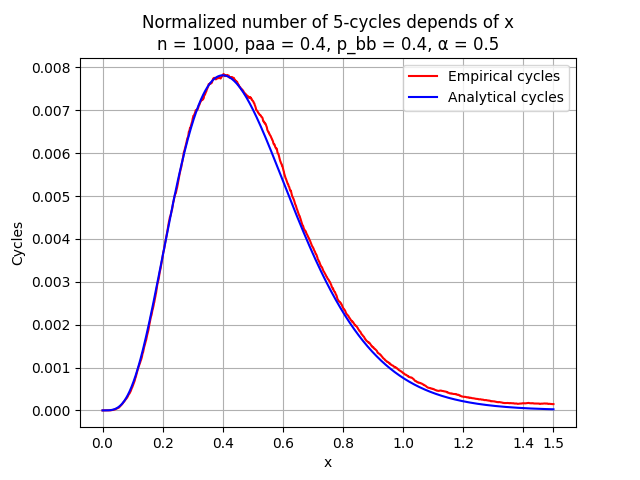 Normalized number of 5-cycles depends of x
n = 1000, paa = 0.4, p_bb = 0.4, α = 0.5
Empirical cycles
Analytical cycles
Cycles
0.008
0.007
0.006
0.005
0.004
0.003
0.002
0.001
0.000
0.0 0.2 0.4 0.6 0.8 1.0 1.2 1.4 1.5
x